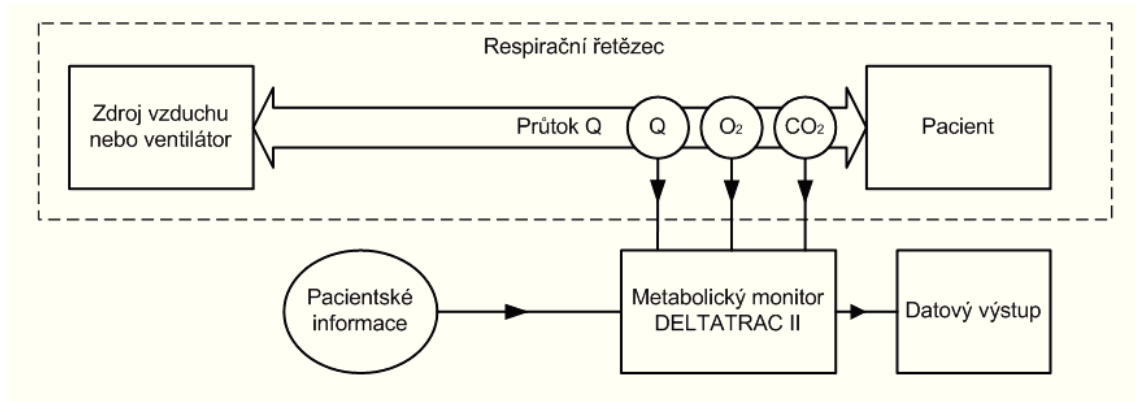 Respirační řetězec
Zdroj vzduchu
nebo ventilátor
Průtok Q
Q
O₂
CO₂
Pacient
Pacientské
informace
Metabolický monitor
DELTATRAC II
Datový výstup